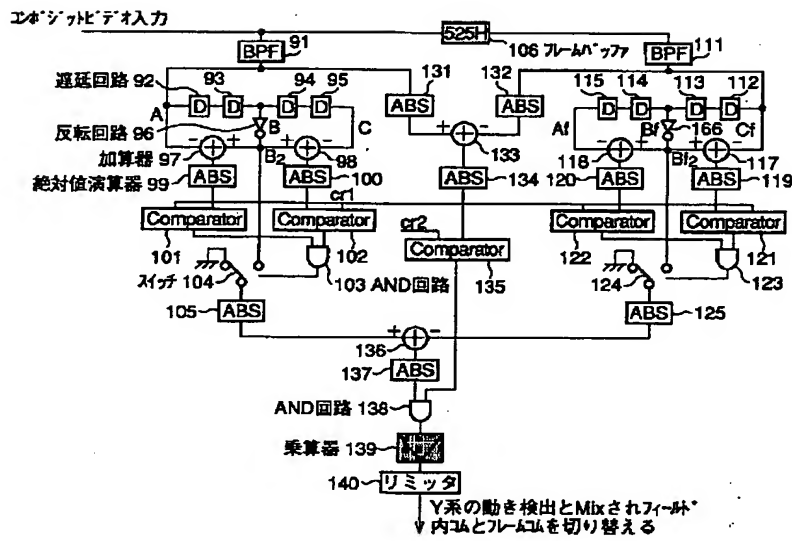 コンポジットビデオ入力
BPF 91
525H
106 フレームバッファ
BPF 111
遅延回路 92 93 94 95
131 132
115 114 113 112
D D D D
ABS ABS
D D D D
A B C
Af Bf 166 Cf
反転回路 96
B2
Bf2
加算器 97 - + + - 98
+ - 133
118 - + + - 117
絶対値演算器 99 ABS ABS 100
ABS 134
120 ABS ABS 119
cr1
Comparator Comparator
cr2
Comparator
Comparator Comparator
101 102
135
122 121
スイッチ 104
103 AND回路
124
123
105 ABS
ABS 125
+ -
136
137 ABS
AND回路 138
乗算器 139
140 リミッタ
Y系の動き検出とMixされフィールド
内コムとフレームコムを切り替える